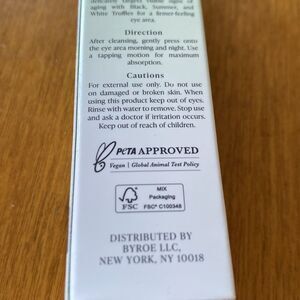 delicately targets visible signs of
aging with Black, Summer, and
White Truffles for a firmer-feeling
eye area.
Direction
After cleansing, gently press onto
the eye area morning and night. Use
a tapping motion for maximum
absorption.
Cautions
For external use only. Do not use
on damaged or broken skin. When
using this product keep out of eyes.
Rinse with water to remove. Stop use
and ask a doctor if irritation occurs.
Keep out of reach of children.
PETA APPROVED
Vegan | Global Animal Test Policy
FSC
MIX
Packaging
FSC® C100348
DISTRIBUTED BY
BYROE LLC,
NEW YORK, NY 10018